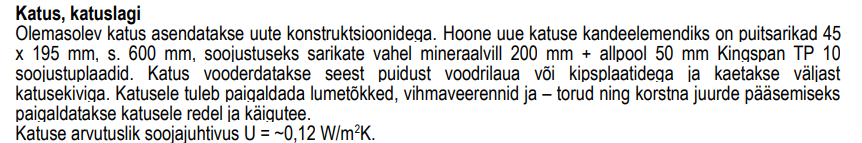 Katus, katuslagi
Olemasolev katus asendatakse uute konstruktsioonidega. Hoone uue katuse kandeelemendiks on puitsarikad 45
x 195 mm, s. 600 mm, soojustuseks sarikate vahel mineraalvill 200 mm + allpool 50 mm Kingspan TP 10
soojustuplaadid. Katus vooderdatakse seest puidust voodrilaua või kipsplaatidega ja kaetakse väljast
katusekiviga. Katusele tuleb paigaldada lumetõkked, vihmaveerennid ja – torud ning korstna juurde pääsemiseks
paigaldatakse katusele redel ja käigutee.
Katuse arvutuslik soojajuhtivus U = ~0,12 W/m²K.